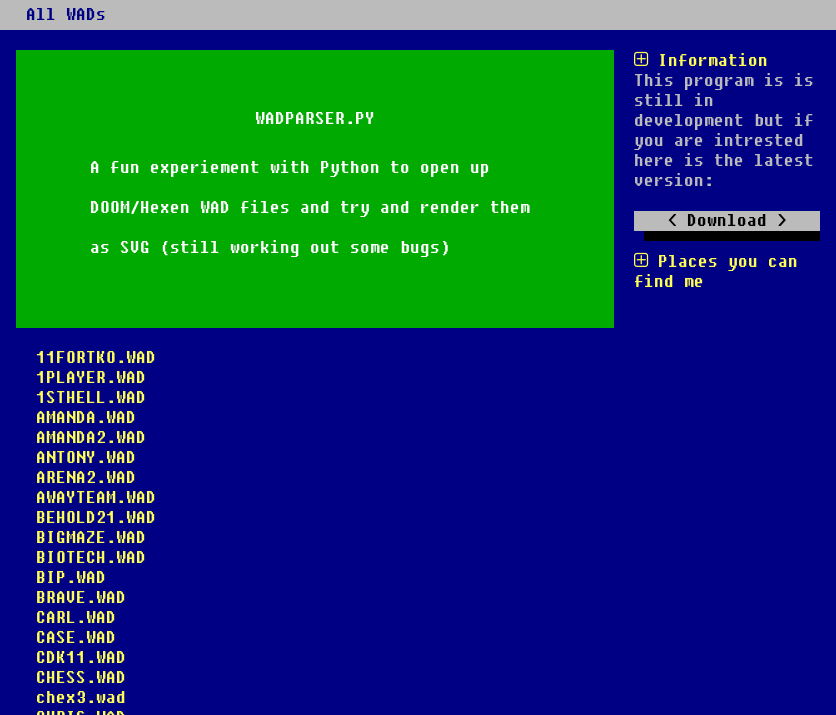 All WADs
WADPARSER.PY
A fun experiement with Python to open up
DOOM/Hexen WAD files and try and render them
as SVG (still working out some bugs)
Information
This program is is
still in
development but if
you are intrested
here is the latest
version:
< Download >
Places you can
find me
11FORTKO.WAD
1PLAYER.WAD
1STHELL.WAD
AMANDA.WAD
AMANDA2.WAD
ANTONY.WAD
ARENA2.WAD
AWAYTEAM.WAD
BEHOLD21.WAD
BIGMAZE.WAD
BIOTECH.WAD
BIP.WAD
BRAVE.WAD
CARL.WAD
CASE.WAD
CDK11.WAD
CHESS.WAD
chex3.wad